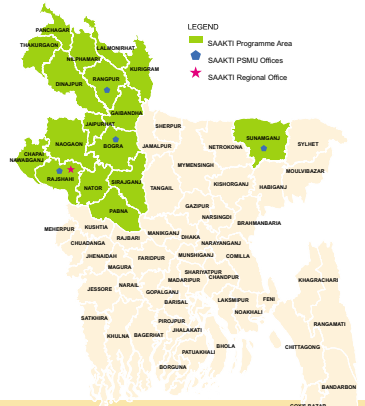 LEGEND
SAAKTI Programme Area
SAAKTI PSMU Offices
SAAKTI Regional Office
PANCHAGAR
THAKURGAON
LALMONIRHAT
NILPHAMARI
RANGPUR
KURIGRAM
DINAJPUR
GAIBANDHA
JAIPURHAT
SHERPUR
SUNAMGANJ
NAOGAON
BOGRA
JAMALPUR
NETROKONA
SYLHET
CHAPAI
NAWABGANJ
MYMENSINGH
MOULVIBAZAR
RAJSHAHI
NATOR
SIRAJGANJ
TANGAIL
KISHORGANJ
HABIGANJ
PABNA
GAZIPUR
NARSINGDI
BRAHMANBARIA
MEHERPUR
KUSHTIA
RAJBARI
MANIKGANJ
DHAKA
NARAYANGANJ
CHUADANGA
JHENAIDAH
FARIDPUR
MUNSHIGANJ
COMILLA
MAGURA
SHARIYATPUR
MADARIPUR
CHANDPUR
KHAGRACHARI
JESSORE
NARAIL
GOPALGANJ
BARISAL
LAKSMIPUR
FENI
NOAKHALI
SATKHIRA
PIROJPUR
JHALAKATI
RANGAMATI
KHULNA
BAGERHAT
BHOLA
CHITTAGONG
PATUAKHALI
BORGUNA
BANDARBON